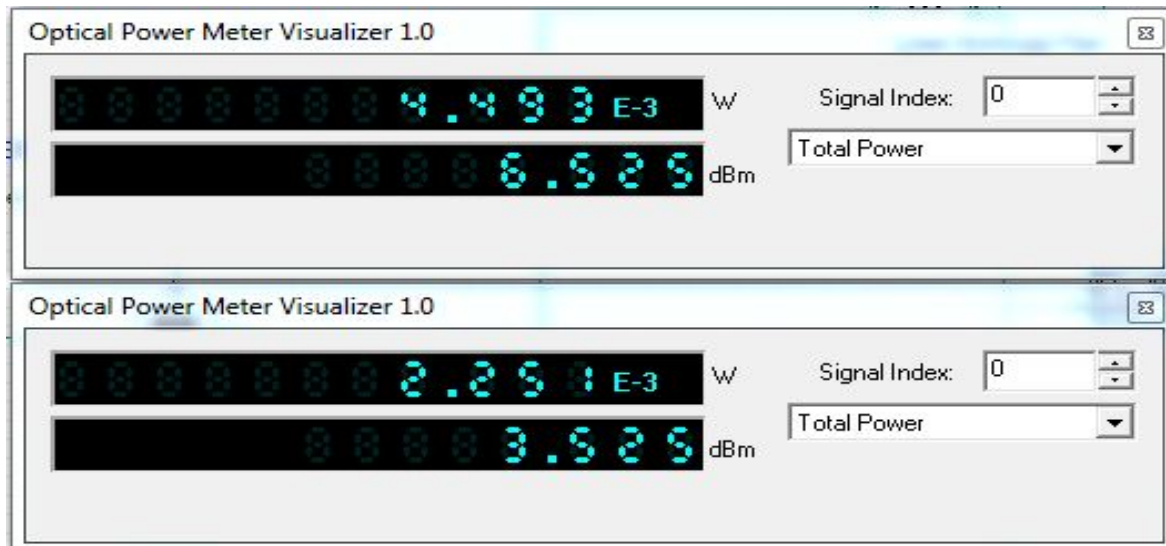 Optical Power Meter Visualizer 1.0
4.493 E-3 W Signal Index: 0
Total Power
6.525 dBm
Optical Power Meter Visualizer 1.0
2.251 E-3 W Signal Index: 0
Total Power
3.525 dBm